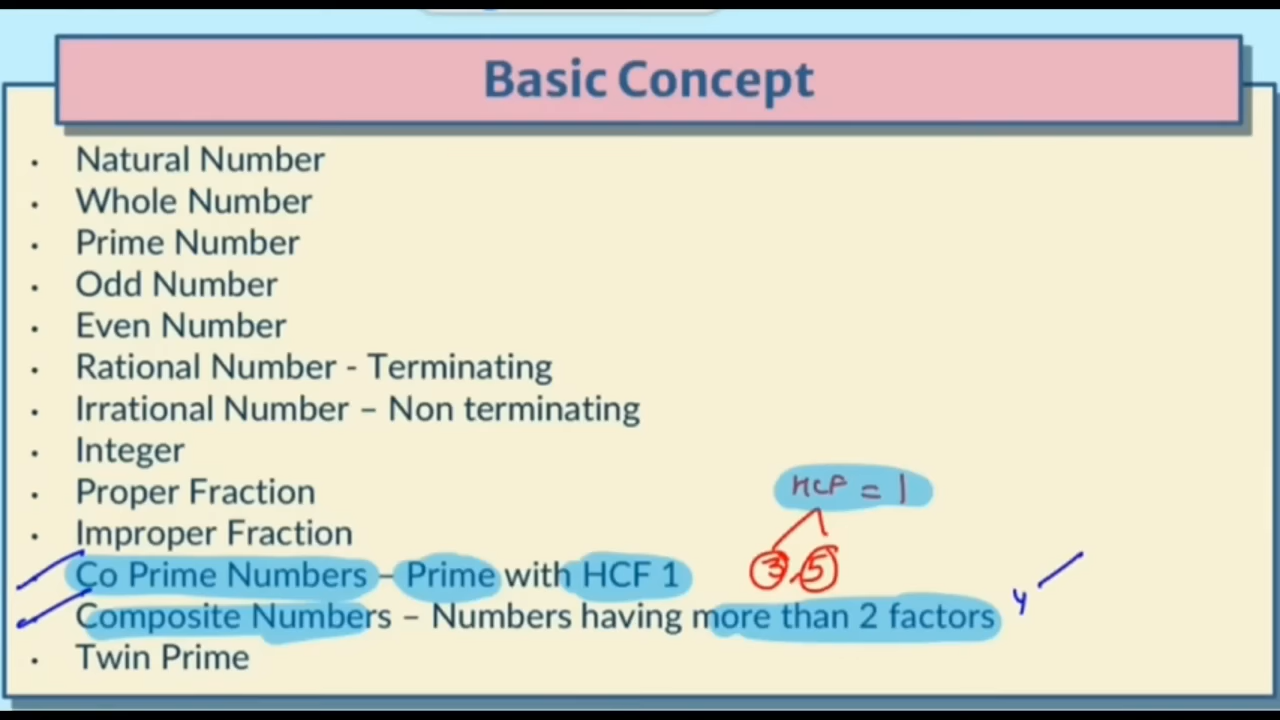 Basic Concept
• Natural Number
• Whole Number
• Prime Number
• Odd Number
• Even Number
• Rational Number - Terminating
• Irrational Number – Non terminating
• Integer
• Proper Fraction
HCF = 1
• Improper Fraction
Co Prime Numbers – Prime with HCF 1
3, 5
Composite Numbers – Numbers having more than 2 factors
4
• Twin Prime